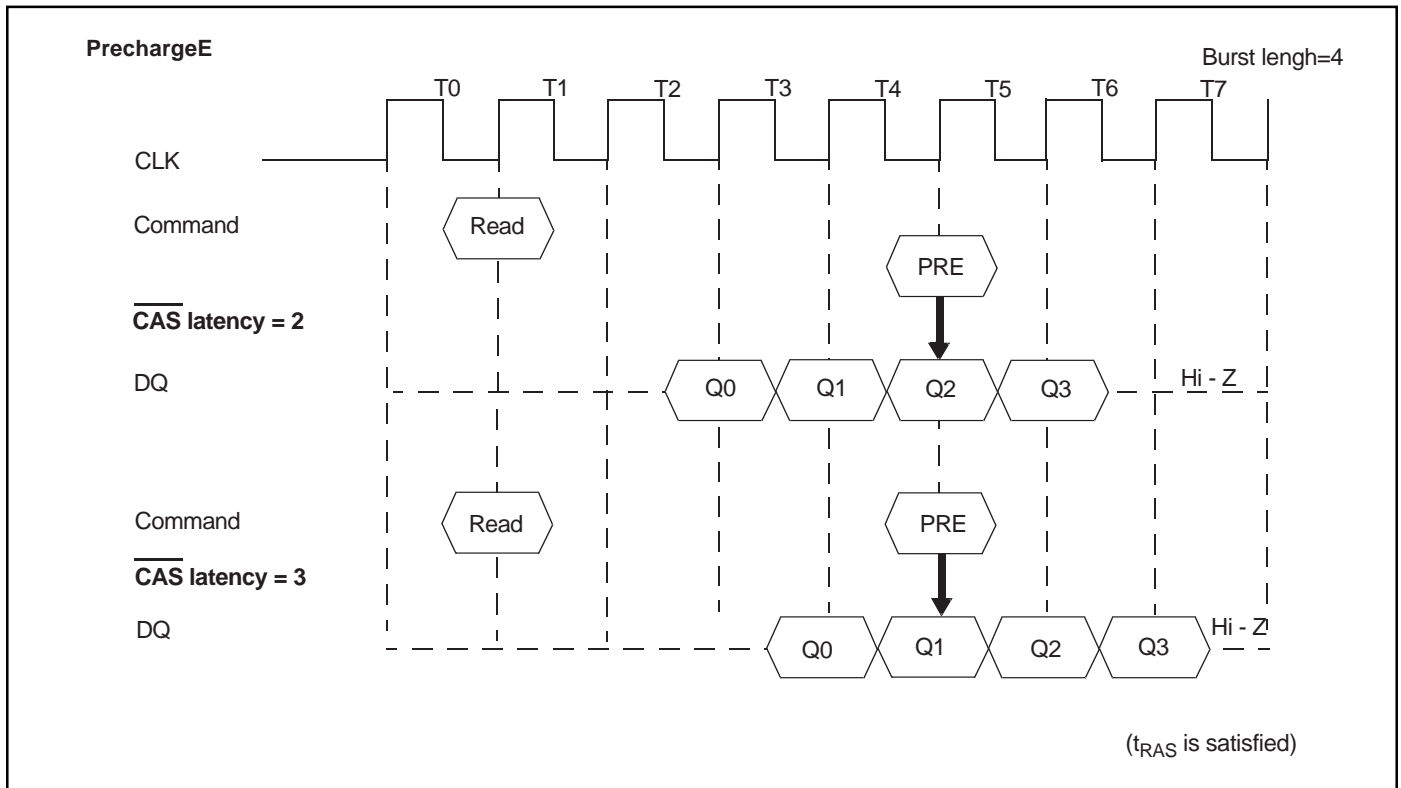 PrechargeE
Burst lengh=4
T0 T1 T2 T3 T4 T5 T6 T7
CLK
Command Read
PRE
CAS latency = 2
DQ Q0 Q1 Q2 Q3 Hi - Z
Command Read PRE
CAS latency = 3
DQ Q0 Q1 Q2 Q3 Hi - Z
(tRAS is satisfied)